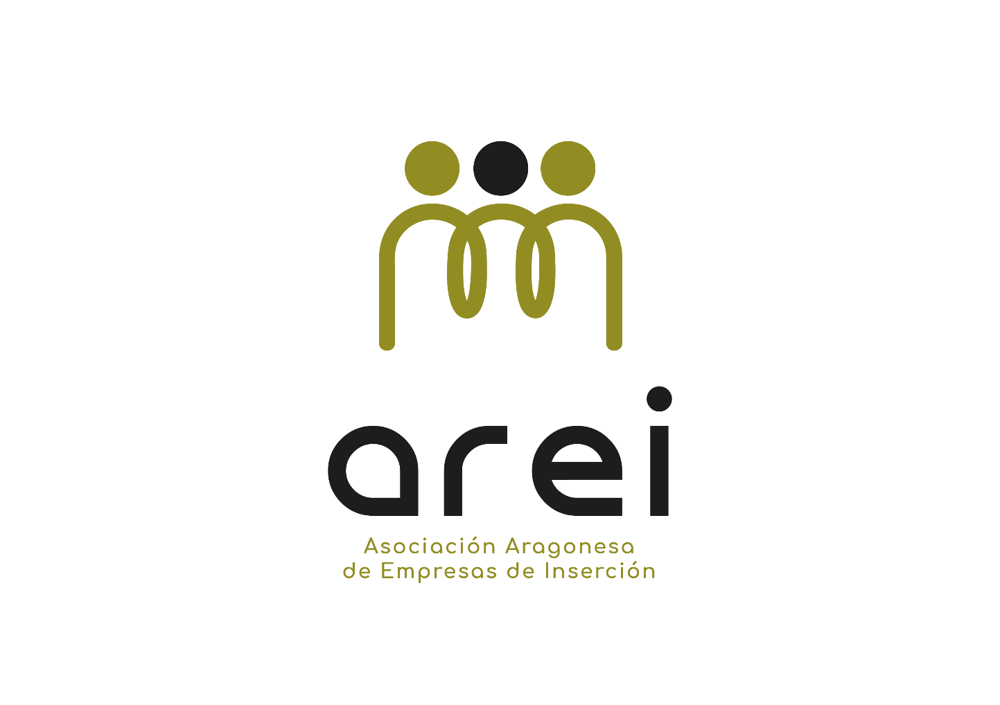 arei
Asociación Aragonesa
de Empresas de Inserción